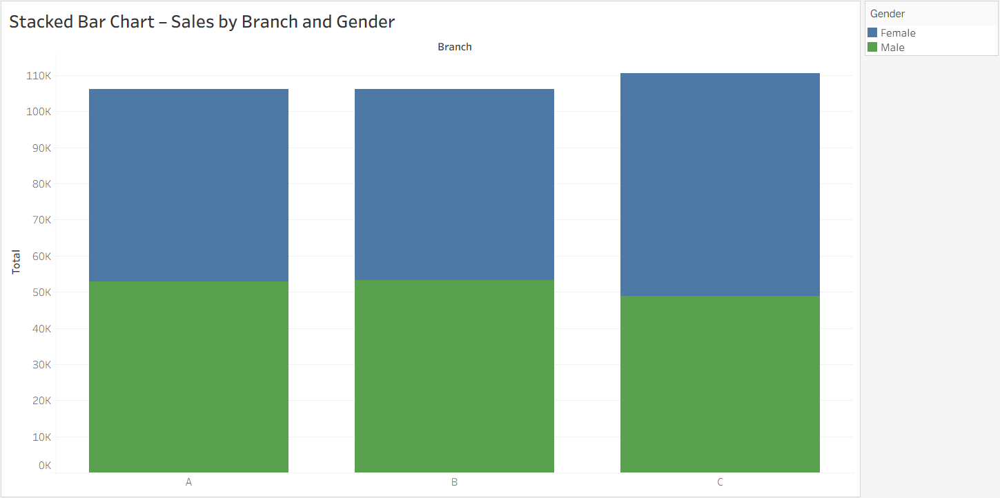 Stacked Bar Chart – Sales by Branch and Gender
Branch
110K
100K
90K
80K
70K
60K
50K
40K
30K
20K
10K
0K
Total
A
B
C
Gender
Female
Male